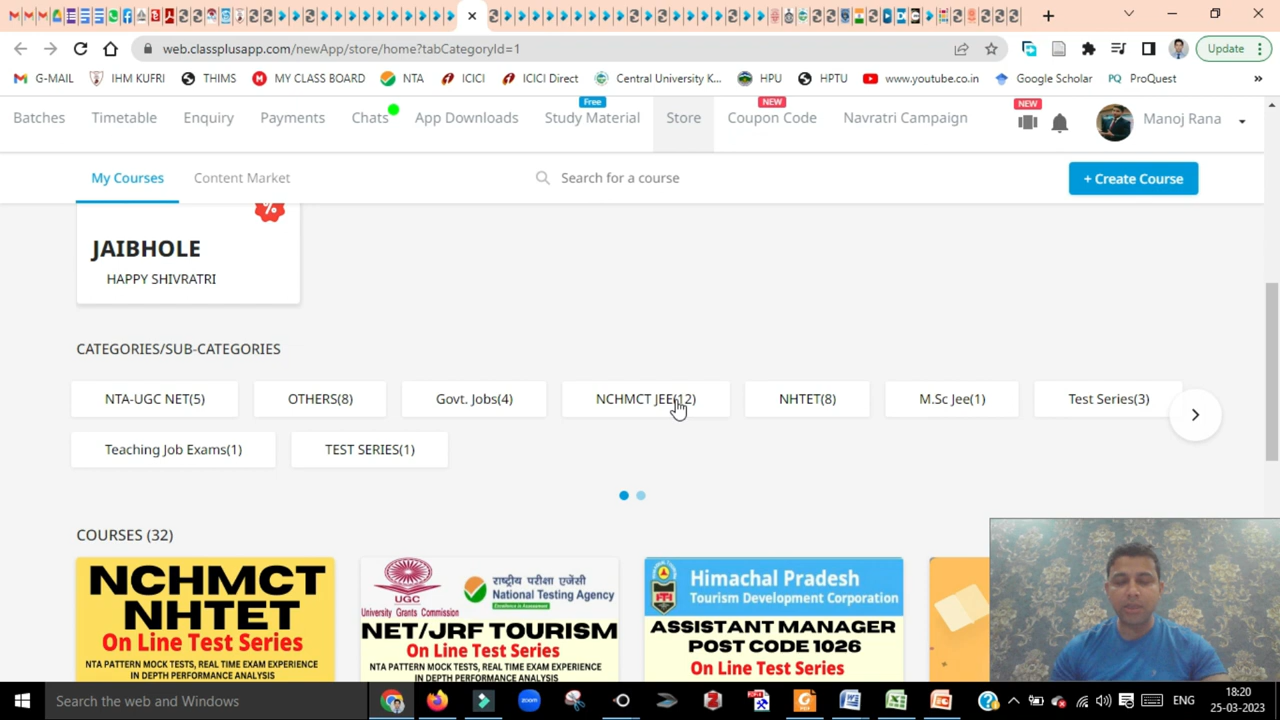 Update
web.classplusapp.com/newApp/store/home?tabCategoryId=1
G-MAIL
IHM KUFRI
THIMS
MY CLASS BOARD
NTA
ICICI
ICICI Direct
Central University K...
HPU
HPTU
www.youtube.co.in
Google Scholar
ProQuest
»
Free
NEW
NEW
Batches
Timetable
Enquiry
Payments
Chats
App Downloads
Study Material
Store
Coupon Code
Navratri Campaign
Manoj Rana
My Courses
Content Market
Search for a course
+ Create Course
%
JAIBHOLE
HAPPY SHIVRATRI
CATEGORIES/SUB-CATEGORIES
NTA-UGC NET(5)
OTHERS(8)
Govt. Jobs(4)
NCHMCT JEE(12)
NHTET(8)
M.Sc Jee(1)
Test Series(3)
Teaching Job Exams(1)
TEST SERIES(1)
COURSES (32)
NCHMCT
NHTET
On Line Test Series
NTA PATTERN MOCK TESTS, REAL TIME EXAM EXPERIENCE
IN DEPTH PERFORMANCE ANALYSIS
UGC
University Grants Commission
राष्ट्रीय परीक्षा एजेंसी
National Testing Agency
NET/JRF TOURISM
On Line Test Series
NTA PATTERN MOCK TESTS, REAL TIME EXAM EXPERIENCE
IN DEPTH PERFORMANCE ANALYSIS
Himachal Pradesh
Tourism Development Corporation
ASSISTANT MANAGER
POST CODE 1026
On Line Test Series
Search the web and Windows
zoom
ENG
18:20
25-03-2023